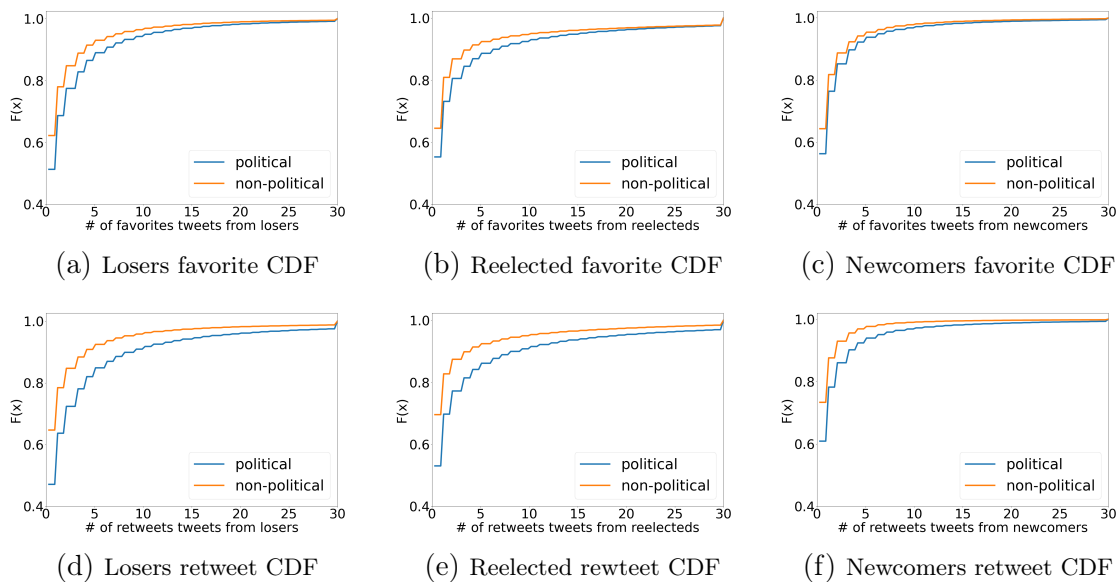 1.0
0.8
0.6
0.4
F(x)
political
non-political
0 5 10 15 20 25 30
# of favorites tweets from losers
(a) Losers favorite CDF
1.0
0.8
0.6
0.4
F(x)
political
non-political
0 5 10 15 20 25 30
# of favorites tweets from reelecteds
(b) Reelected favorite CDF
1.0
0.8
0.6
0.4
F(x)
political
non-political
0 5 10 15 20 25 30
# of favorites tweets from newcomers
(c) Newcomers favorite CDF
1.0
0.8
0.6
0.4
F(x)
political
non-political
0 5 10 15 20 25 30
# of retweets tweets from losers
(d) Losers retweet CDF
1.0
0.8
0.6
0.4
F(x)
political
non-political
0 5 10 15 20 25 30
# of retweets tweets from reelecteds
(e) Reelected rewteet CDF
1.0
0.8
0.6
0.4
F(x)
political
non-political
0 5 10 15 20 25 30
# of retweets tweets from newcomers
(f) Newcomers retweet CDF